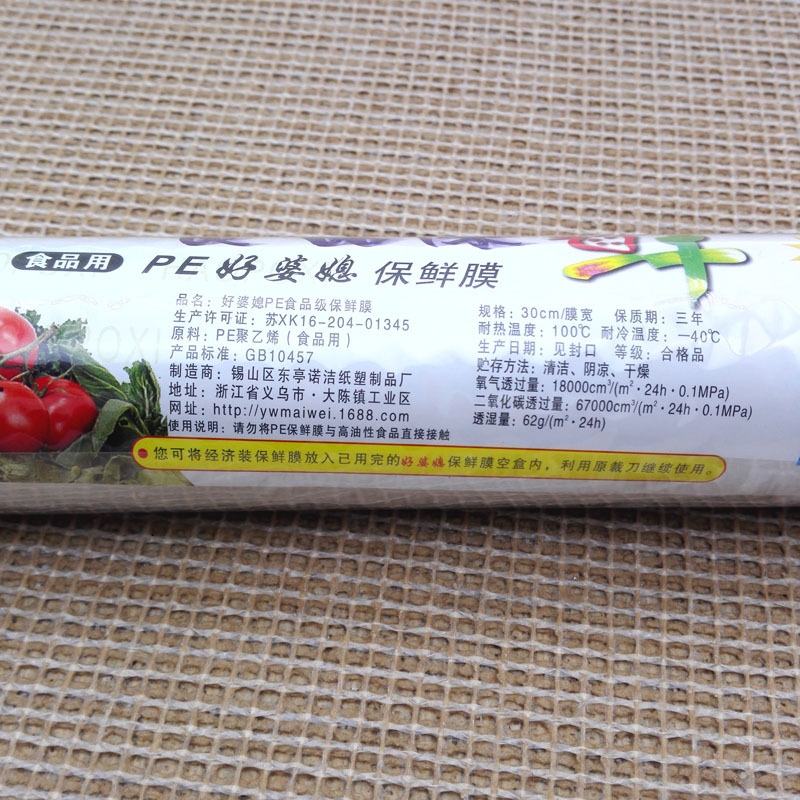 食品用
PE好婆媳 保鲜膜
品名：好婆媳PE食品级保鲜膜
生产许可证：苏XK16-204-01345
原料：PE聚乙烯（食品用）
产品标准：GB10457
制造商：锡山区东亭诺洁纸塑制品厂
地址：浙江省义乌市·大陈镇工业区
网址：http://ywmaiwei.1688.com
使用说明：请勿将PE保鲜膜与高油性食品直接接触
规格：30cm/膜宽 保质期：三年
耐热温度：100℃ 耐冷温度：—40℃
生产日期：见封口 等级：合格品
贮存方法：清洁、阴凉、干燥
氧气透过量：18000cm³/(m²·24h·0.1MPa)
二氧化碳透过量：67000cm³/(m²·24h·0.1MPa)
透湿量：62g/(m²·24h)
您可将经济装保鲜膜放入已用完的好婆媳保鲜膜空盒内，利用原裁刀继续使用。